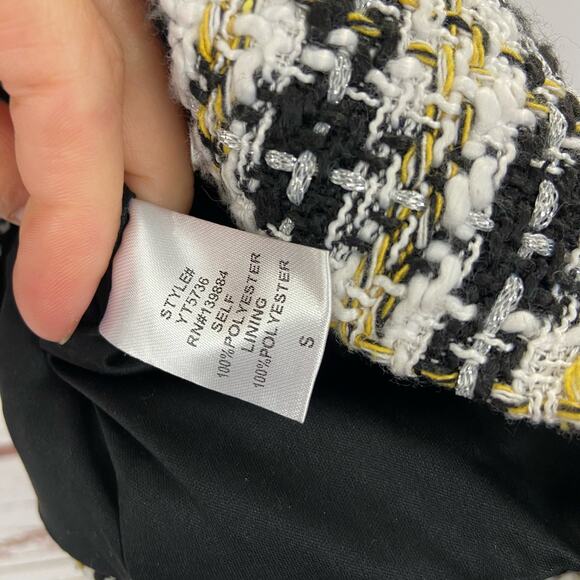 STYLE#
YT5736
RN#139884
SELF
100%POLYESTER
LINING
100%POLYESTER
S